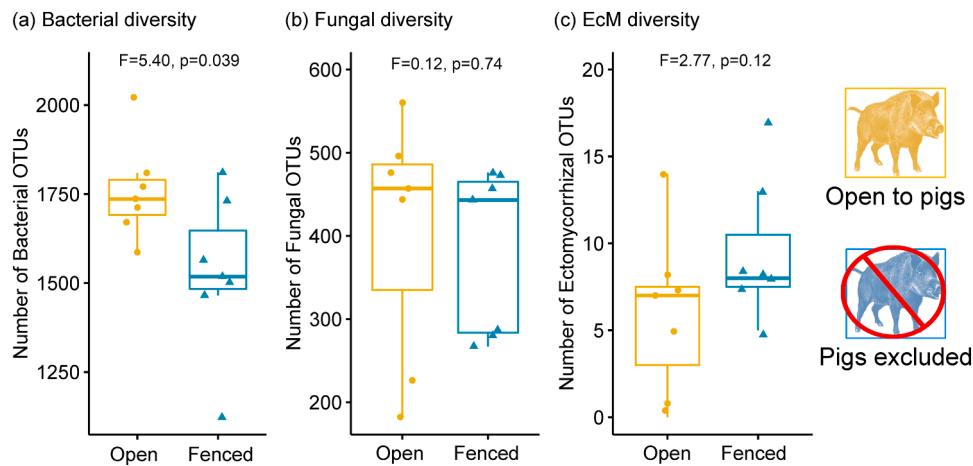 (a) Bacterial diversity
F=5.40, p=0.039
Number of Bacterial OTUs
2000
1750
1500
1250
Open
Fenced
(b) Fungal diversity
F=0.12, p=0.74
Number of Fungal OTUs
600
500
400
300
200
Open
Fenced
(c) EcM diversity
F=2.77, p=0.12
Number of Ectomycorrhizal OTUs
20
15
10
5
0
Open
Fenced
Open to pigs
Pigs excluded